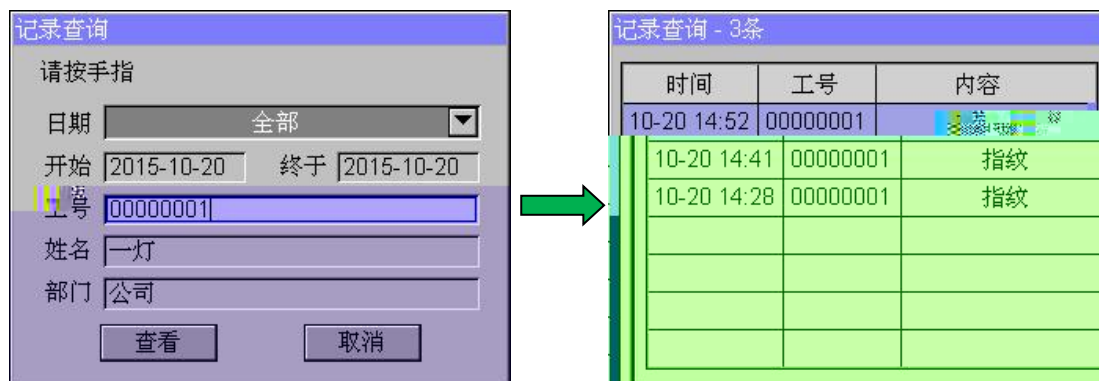 记录查询
请按手指
日期 全部
开始 2015-10-20 终于 2015-10-20
工号 00000001
姓名 一灯
部门 公司
查看 取消
记录查询 - 3条
时间 工号 内容
10-20 14:52 00000001
10-20 14:41 00000001 指纹
10-20 14:28 00000001 指纹